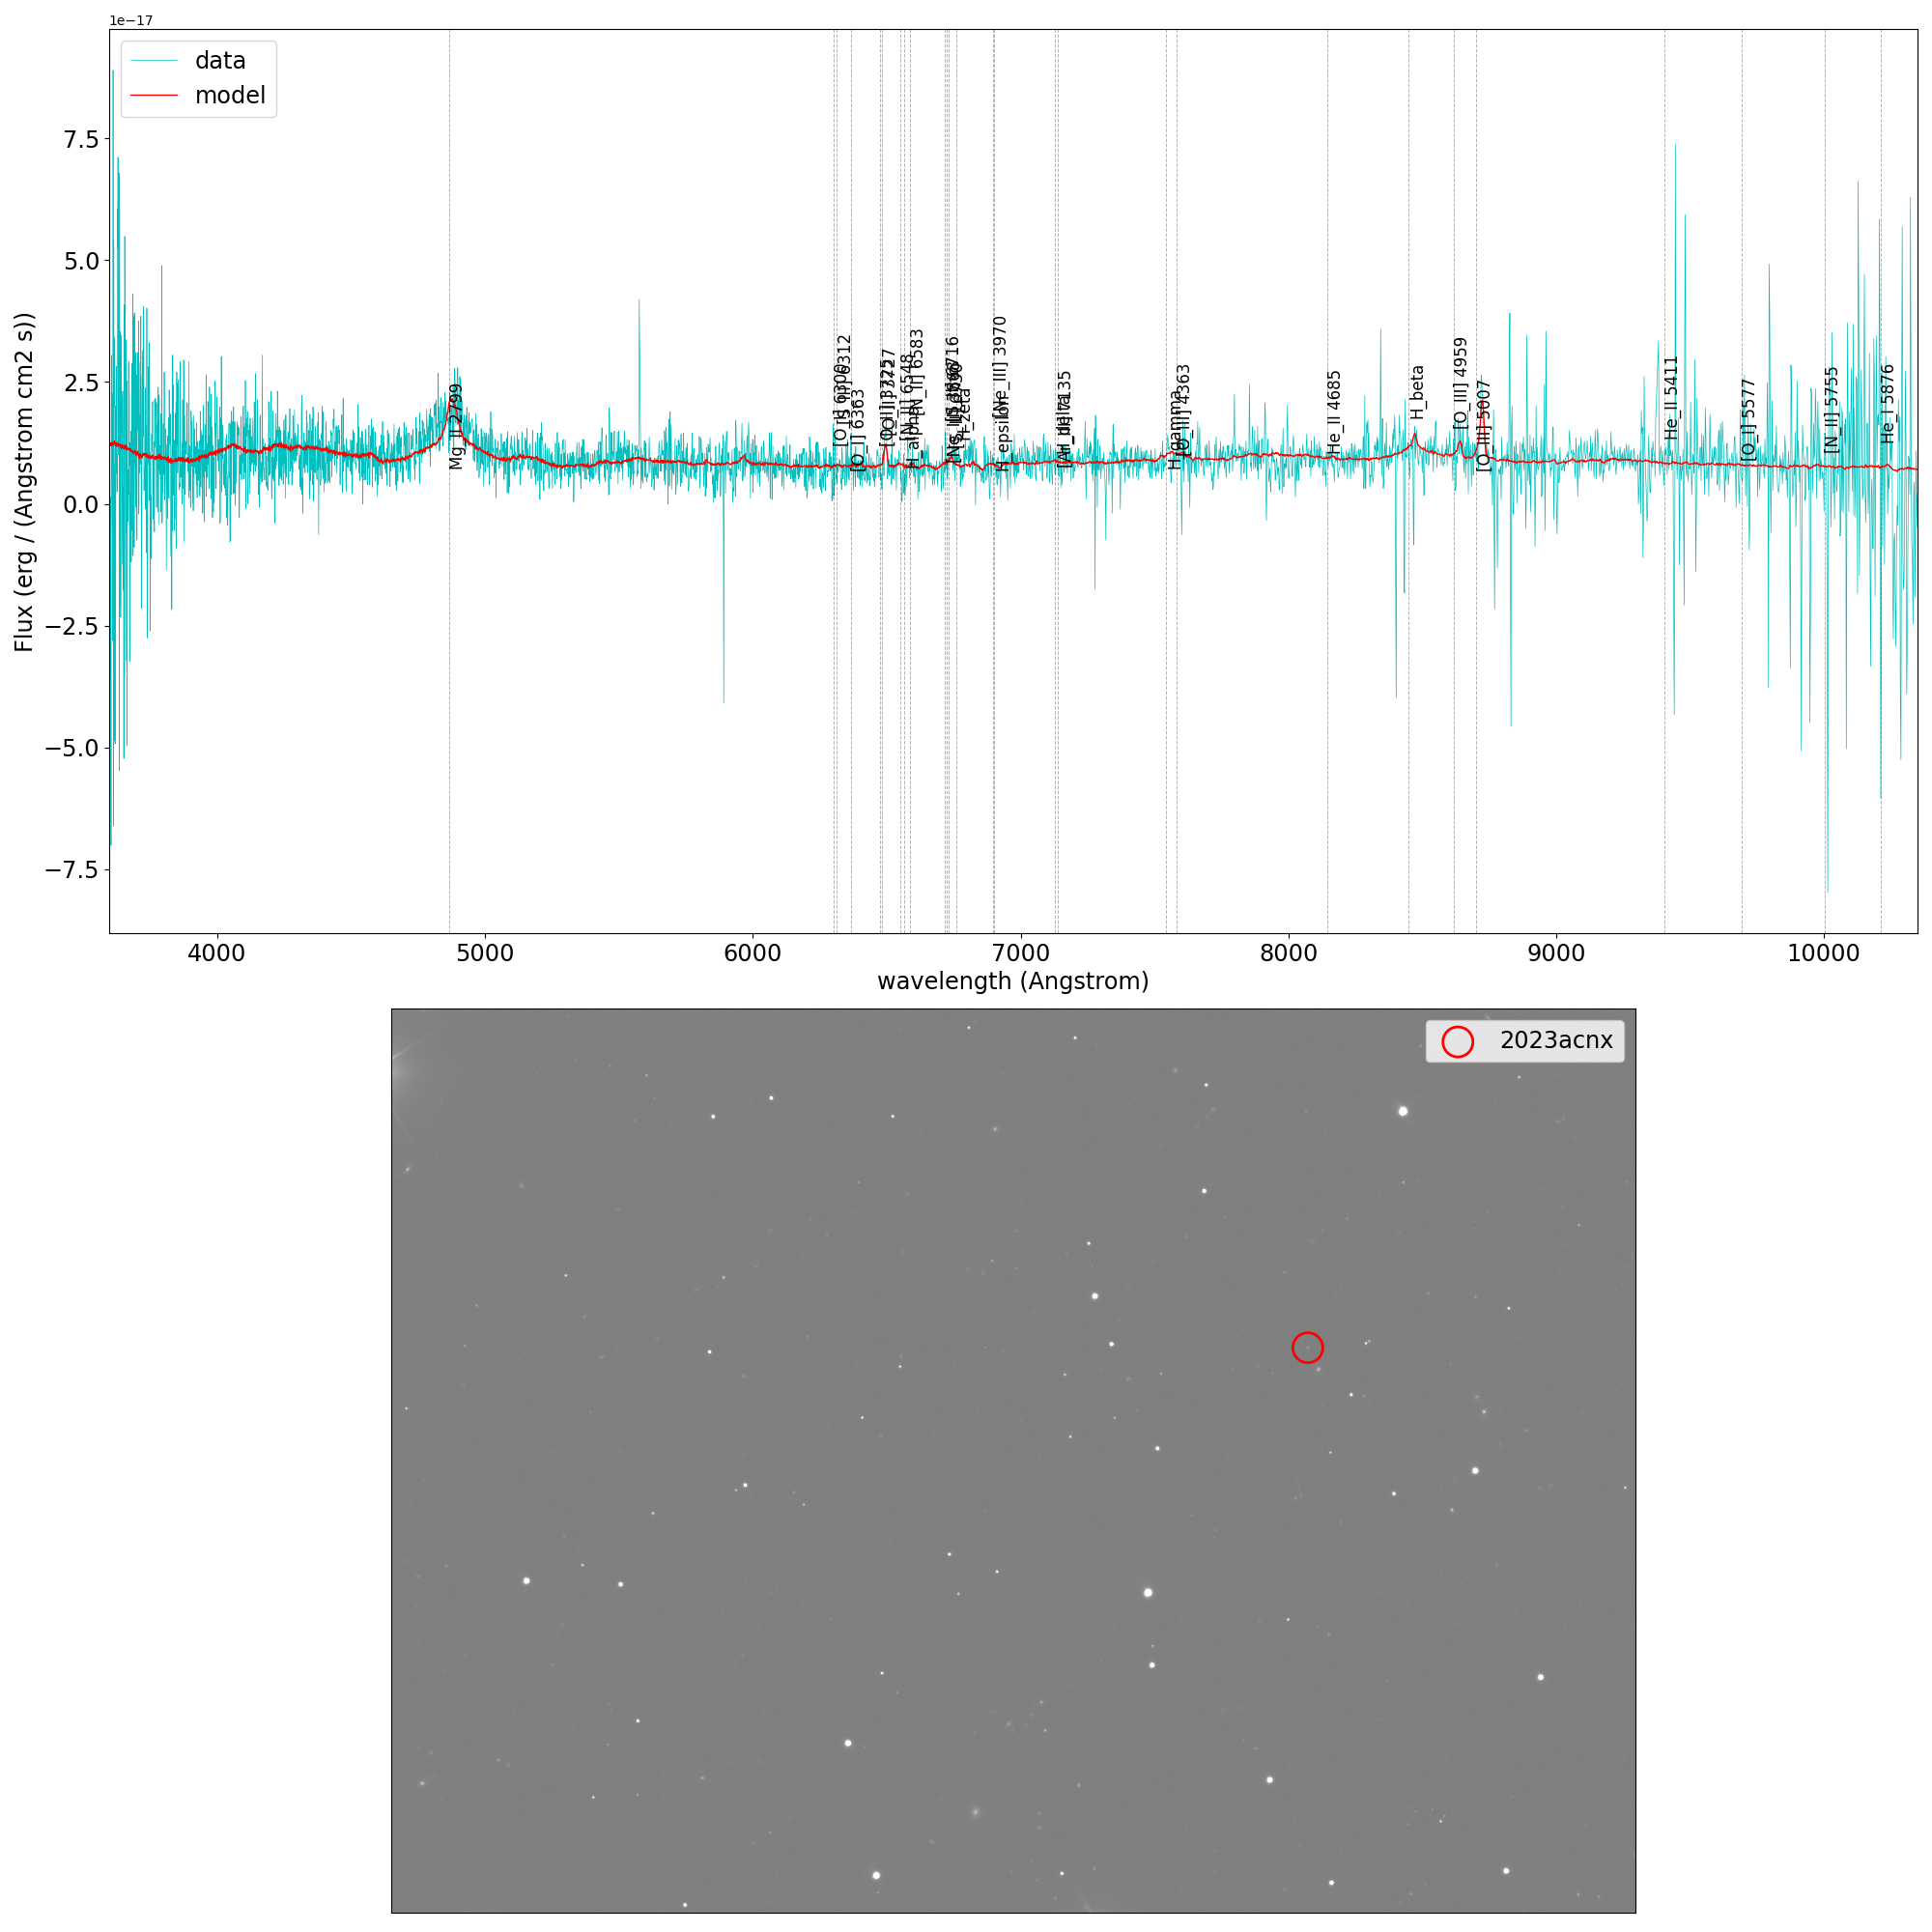 1e−17
data
model
7.5
5.0
2.5
0.0
−2.5
−5.0
−7.5
Flux (erg / (Angstrom cm2 s))
Mg_II 2799
[O_I] 6363
[N_II] 6548
H_alpha
[N_II] 6583
H_zeta
[Ne_III] 3970
H_epsilon
H_gamma
[O_III] 4363
He_II 4685
H_beta
[O_III] 4959
[O_III] 5007
He_II 5411
[O_I] 5577
[N_II] 5755
He_I 5876
4000
5000
6000
7000
8000
9000
10000
wavelength (Angstrom)
2023acnx